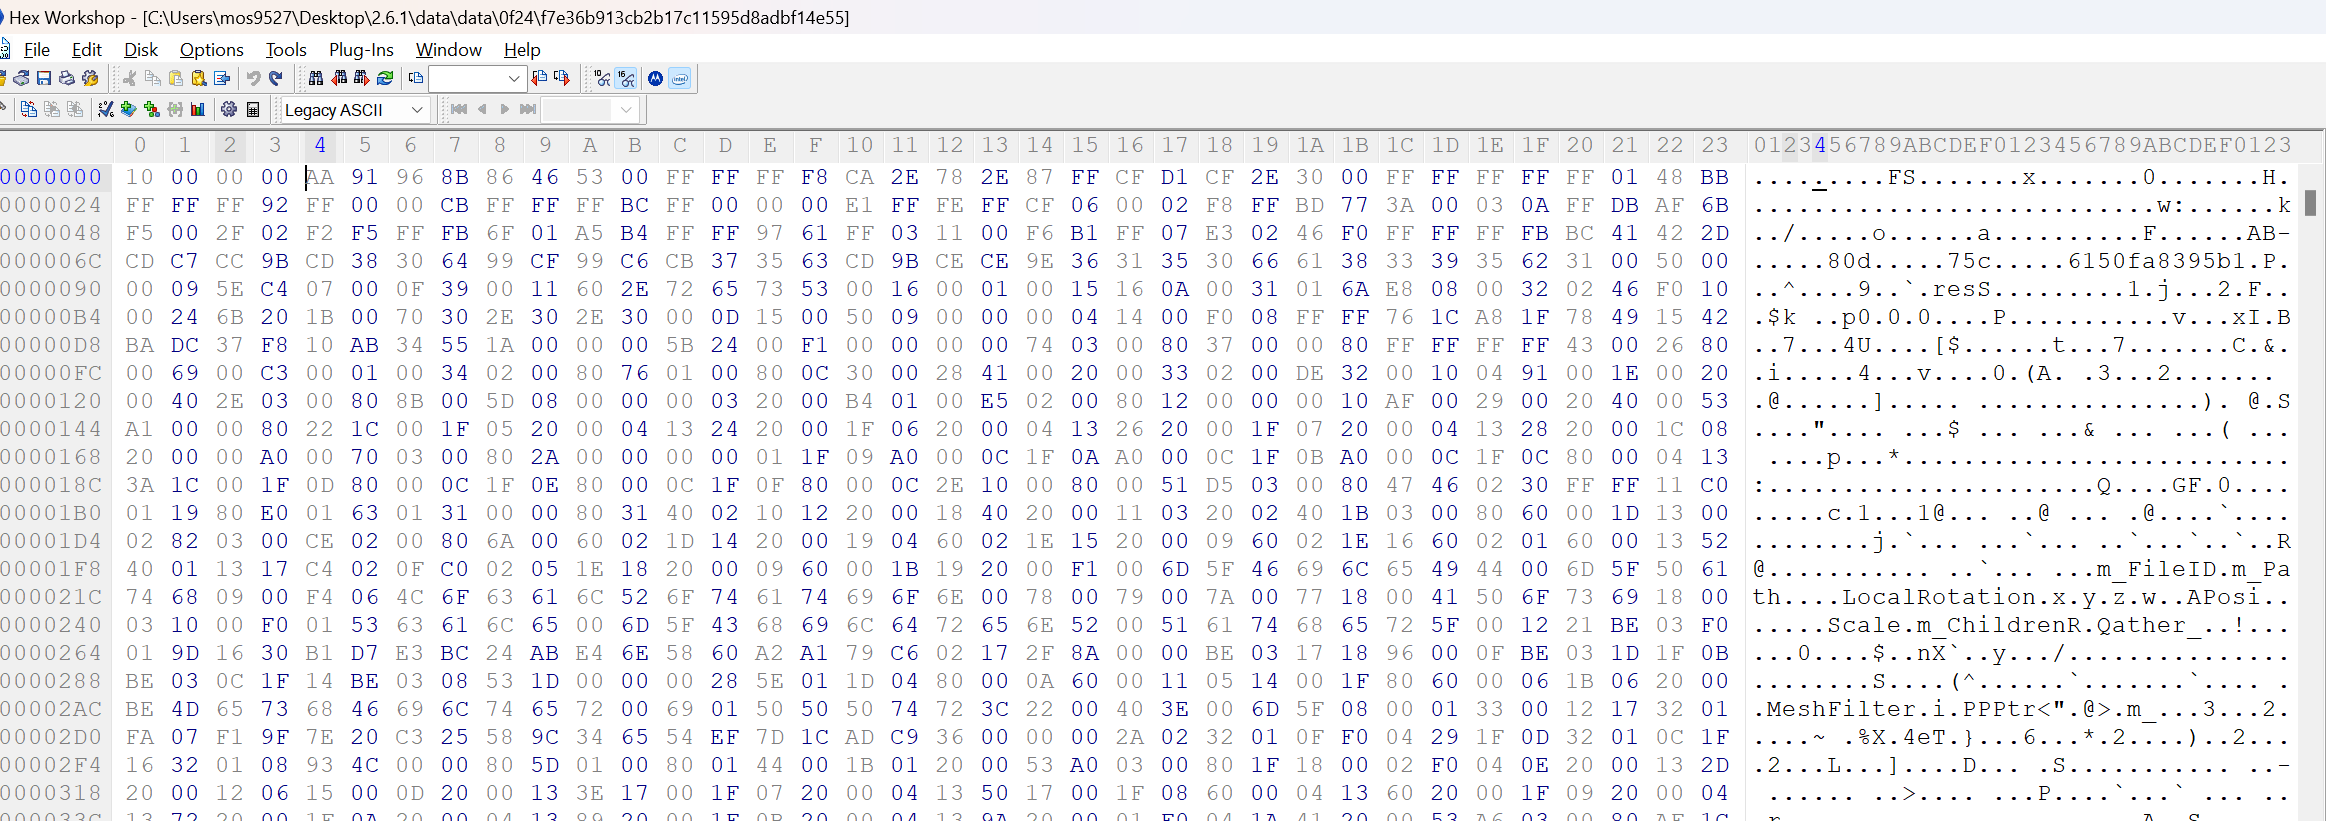 Hex Workshop - [C:\Users\mos9527\Desktop\2.6.1\data\data\0f24\f7e36b913cb2b17c11595d8adbf14e55]
File Edit Disk Options Tools Plug-Ins Window Help
Legacy ASCII
0 1 2 3 4 5 6 7 8 9 A B C D E F 10 11 12 13 14 15 16 17 18 19 1A 1B 1C 1D 1E 1F 20 21 22 23 0123456789ABCDEF0123456789ABCDEF0123
0000000 10 00 00 00 AA 91 96 8B 86 46 53 00 FF FF FF F8 CA 2E 78 2E 87 FF CF D1 CF 2E 30 00 FF FF FF FF FF 01 48 BB .........FS.......x.......0.......H.
0000024 FF FF FF 92 FF 00 00 CB FF FF FF BC FF 00 00 00 E1 FF FE FF CF 06 00 02 F8 FF BD 77 3A 00 03 0A FF DB AF 6B ...........................w:......k
0000048 F5 00 2F 02 F2 F5 FF FB 6F 01 A5 B4 FF FF 97 61 FF 03 11 00 F6 B1 FF 07 E3 02 46 F0 FF FF FF FB BC 41 42 2D ../.....o......a..........F......AB-
000006C CD C7 CC 9B CD 38 30 64 99 CF 99 C6 CB 37 35 63 CD 9B CE CE 9E 36 31 35 30 66 61 38 33 39 35 62 31 00 50 00 .....80d.....75c.....6150fa8395b1.P.
0000090 00 09 5E C4 07 00 0F 39 00 11 60 2E 72 65 73 53 00 16 00 01 00 15 16 0A 00 31 01 6A E8 08 00 32 02 46 F0 10 ..^....9..`.resS.........1.j...2.F..
00000B4 00 24 6B 20 1B 00 70 30 2E 30 2E 30 00 0D 15 00 50 09 00 00 00 04 14 00 F0 08 FF FF 76 1C A8 1F 78 49 15 42 .$k ..p0.0.0....P...........v...xI.B
00000D8 BA DC 37 F8 10 AB 34 55 1A 00 00 00 5B 24 00 F1 00 00 00 00 74 03 00 80 37 00 00 80 FF FF FF FF 43 00 26 80 ..7...4U....[$......t...7.......C.&.
00000FC 00 69 00 C3 00 01 00 34 02 00 80 76 01 00 80 0C 30 00 28 41 00 20 00 33 02 00 DE 32 00 10 04 91 00 1E 00 20 .i.....4...v....0.(A. .3...2.......
0000120 00 40 2E 03 00 80 8B 00 5D 08 00 00 00 03 20 00 B4 01 00 E5 02 00 80 12 00 00 00 10 AF 00 29 00 20 40 00 53 .@......]..... ...............). @.S
0000144 A1 00 00 80 22 1C 00 1F 05 20 00 04 13 24 20 00 1F 06 20 00 04 13 26 20 00 1F 07 20 00 04 13 28 20 00 1C 08 ....".... ...$ ... ...& ... ...( ...
0000168 20 00 00 A0 00 70 03 00 80 2A 00 00 00 00 01 1F 09 A0 00 0C 1F 0A A0 00 0C 1F 0B A0 00 0C 1F 0C 80 00 04 13 ....p...*..........................
000018C 3A 1C 00 1F 0D 80 00 0C 1F 0E 80 00 0C 1F 0F 80 00 0C 2E 10 00 80 00 51 D5 03 00 80 47 46 02 30 FF FF 11 C0 :......................Q....GF.0....
00001B0 01 19 80 E0 01 63 01 31 00 00 80 31 40 02 10 12 20 00 18 40 20 00 11 03 20 02 40 1B 03 00 80 60 00 1D 13 00 .....c.1...1@... ..@ ... .@....`....
00001D4 02 82 03 00 CE 02 00 80 6A 00 60 02 1D 14 20 00 19 04 60 02 1E 15 20 00 09 60 02 1E 16 60 02 01 60 00 13 52 ........j.`... ...`... ..`...`..`..R
00001F8 40 01 13 17 C4 02 0F C0 02 05 1E 18 20 00 09 60 00 1B 19 20 00 F1 00 6D 5F 46 69 6C 65 49 44 00 6D 5F 50 61 @........... ..`... ...m_FileID.m_Pa
000021C 74 68 09 00 F4 06 4C 6F 63 61 6C 52 6F 74 61 74 69 6F 6E 00 78 00 79 00 7A 00 77 18 00 41 50 6F 73 69 18 00 th....LocalRotation.x.y.z.w..APosi..
0000240 03 10 00 F0 01 53 63 61 6C 65 00 6D 5F 43 68 69 6C 64 72 65 6E 52 00 51 61 74 68 65 72 5F 00 12 21 BE 03 F0 .....Scale.m_ChildrenR.Qather_..!...
0000264 01 9D 16 30 B1 D7 E3 BC 24 AB E4 6E 58 60 A2 A1 79 C6 02 17 2F 8A 00 00 BE 03 17 18 96 00 0F BE 03 1D 1F 0B ...0....$..nX`..y.../...............
0000288 BE 03 0C 1F 14 BE 03 08 53 1D 00 00 00 28 5E 01 1D 04 80 00 0A 60 00 11 05 14 00 1F 80 60 00 06 1B 06 20 00 ........S....(^......`.......`.... .
00002AC BE 4D 65 73 68 46 69 6C 74 65 72 00 69 01 50 50 50 74 72 3C 22 00 40 3E 00 6D 5F 08 00 01 33 00 12 17 32 01 .MeshFilter.i.PPPtr<".@>.m_...3...2.
00002D0 FA 07 F1 9F 7E 20 C3 25 58 9C 34 65 54 EF 7D 1C AD C9 36 00 00 00 2A 02 32 01 0F F0 04 29 1F 0D 32 01 0C 1F ....~ .%X.4eT.}...6...*.2....)..2...
00002F4 16 32 01 08 93 4C 00 00 80 5D 01 00 80 01 44 00 1B 01 20 00 53 A0 03 00 80 1F 18 00 02 F0 04 0E 20 00 13 2D .2...L...]....D... .S........... ..-
0000318 20 00 12 06 15 00 0D 20 00 13 3E 17 00 1F 07 20 00 04 13 50 17 00 1F 08 60 00 04 13 60 20 00 1F 09 20 00 04 ...... ..>.... ...P....`...` ... ..